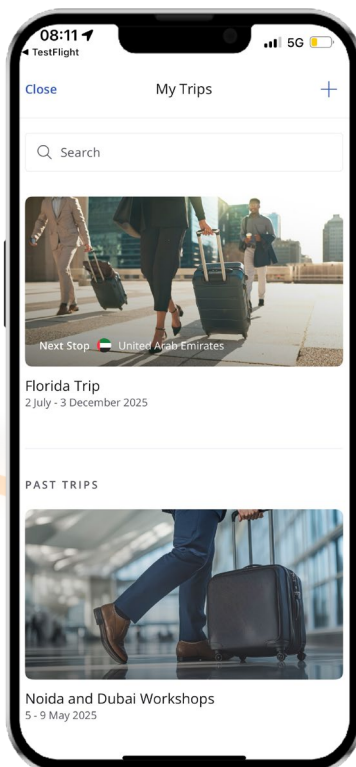 08:11
5G
◀ TestFlight
Close
My Trips
Search
Next Stop United Arab Emirates
Florida Trip
2 July - 3 December 2025
PAST TRIPS
Noida and Dubai Workshops
5 - 9 May 2025